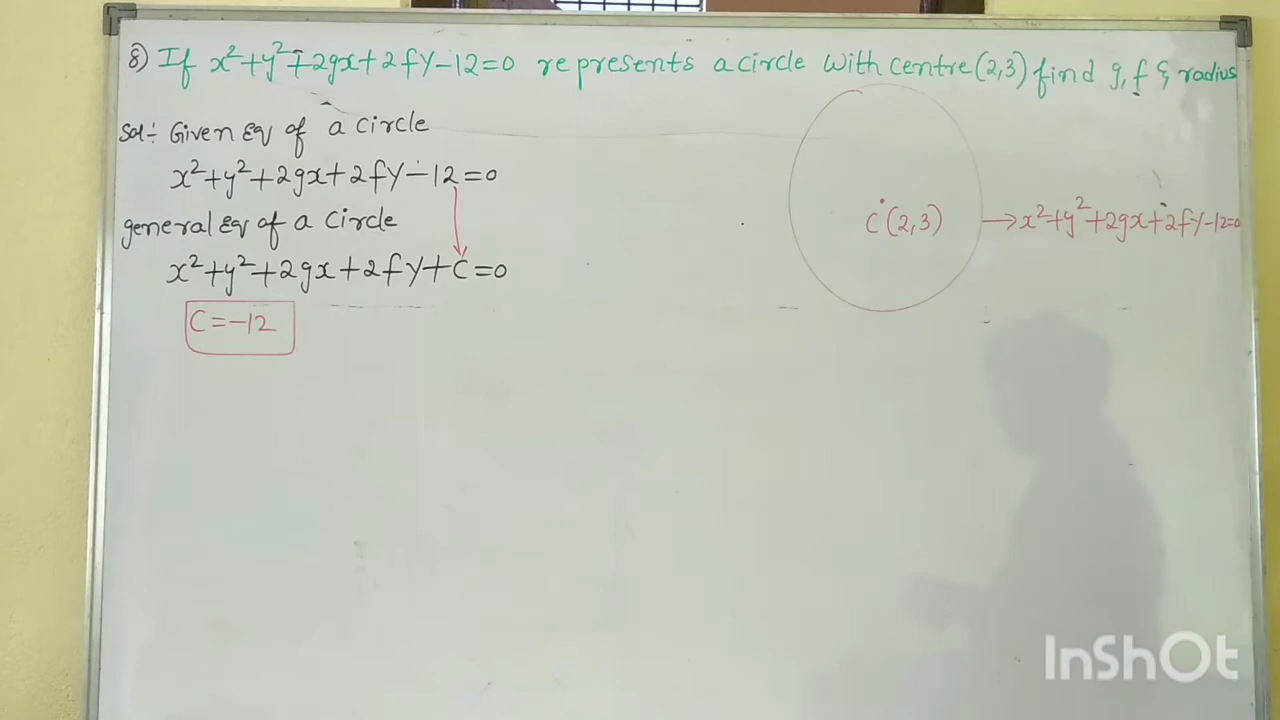 8) If x²+y²+2gx+2fy-12=0 represents a circle with centre (2,3) find g, f & radius
Sol:- Given Eq of a circle
x²+y²+2gx+2fy-12=0
general Eq of a circle
x²+y²+2gx+2fy+c=0
C=-12
C(2,3) →x²+y²+2gx+2fy-12=0
InShOt